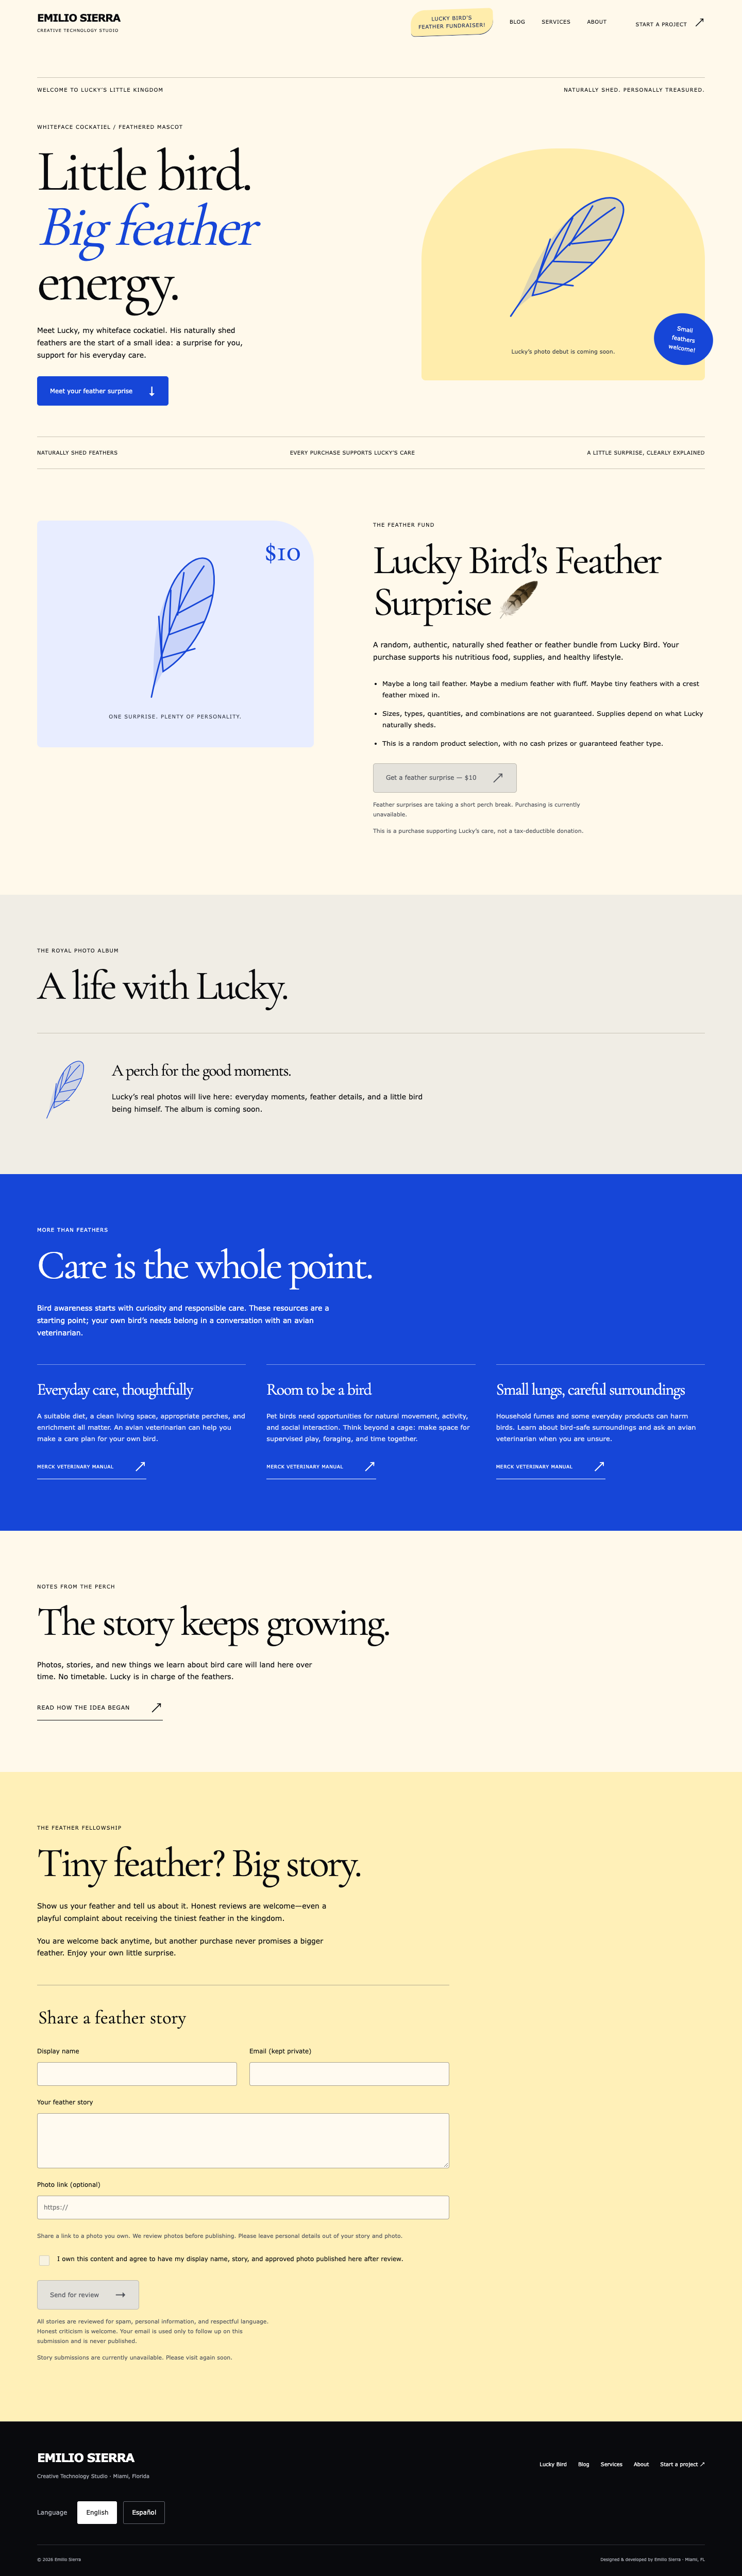 EMILIO SIERRA
CREATIVE TECHNOLOGY STUDIO
LUCKY BIRD'S
FEATHER FUNDRAISER!
BLOG
SERVICES
ABOUT
START A PROJECT ↗
WELCOME TO LUCKY'S LITTLE KINGDOM
NATURALLY SHED. PERSONALLY TREASURED.
WHITEFACE COCKATIEL / FEATHERED MASCOT
Little bird.
Big feather
energy.
Meet Lucky, my whiteface cockatiel. His naturally shed
feathers are the start of a small idea: a surprise for you,
support for his everyday care.
Meet your feather surprise ↓
Lucky's photo debut is coming soon.
Small
feathers
welcome!
NATURALLY SHED FEATHERS
EVERY PURCHASE SUPPORTS LUCKY'S CARE
A LITTLE SURPRISE, CLEARLY EXPLAINED
$10
ONE SURPRISE. PLENTY OF PERSONALITY.
THE FEATHER FUND
Lucky Bird's Feather
Surprise 🪶
A random, authentic, naturally shed feather or feather bundle from Lucky Bird. Your
purchase supports his nutritious food, supplies, and healthy lifestyle.
• Maybe a long tail feather. Maybe a medium feather with fluff. Maybe tiny feathers with a crest
feather mixed in.
• Sizes, types, quantities, and combinations are not guaranteed. Supplies depend on what Lucky
naturally sheds.
• This is a random product selection, with no cash prizes or guaranteed feather type.
Get a feather surprise — $10 ↗
Feather surprises are taking a short perch break. Purchasing is currently
unavailable.
This is a purchase supporting Lucky's care, not a tax-deductible donation.
THE ROYAL PHOTO ALBUM
A life with Lucky.
A perch for the good moments.
Lucky's real photos will live here: everyday moments, feather details, and a little bird
being himself. The album is coming soon.
MORE THAN FEATHERS
Care is the whole point.
Bird awareness starts with curiosity and responsible care. These resources are a
starting point; your own bird's needs belong in a conversation with an avian
veterinarian.
Everyday care, thoughtfully
A suitable diet, a clean living space, appropriate perches, and
enrichment all matter. An avian veterinarian can help you
make a care plan for your own bird.
MERCK VETERINARY MANUAL ↗
Room to be a bird
Pet birds need opportunities for natural movement, activity,
and social interaction. Think beyond a cage: make space for
supervised play, foraging, and time together.
MERCK VETERINARY MANUAL ↗
Small lungs, careful surroundings
Household fumes and some everyday products can harm
birds. Learn about bird-safe surroundings and ask an avian
veterinarian when you are unsure.
MERCK VETERINARY MANUAL ↗
NOTES FROM THE PERCH
The story keeps growing.
Photos, stories, and new things we learn about bird care will land here over
time. No timetable. Lucky is in charge of the feathers.
READ HOW THE IDEA BEGAN ↗
THE FEATHER FELLOWSHIP
Tiny feather? Big story.
Show us your feather and tell us about it. Honest reviews are welcome—even a
playful complaint about receiving the tiniest feather in the kingdom.
You are welcome back anytime, but another purchase never promises a bigger
feather. Enjoy your own little surprise.
Share a feather story
Display name
Email (kept private)
Your feather story
Photo link (optional)
https://
Share a link to a photo you own. We review photos before publishing. Please leave personal details out of your story and photo.
I own this content and agree to have my display name, story, and approved photo published here after review.
Send for review →
All stories are reviewed for spam, personal information, and respectful language.
Honest criticism is welcome. Your email is used only to follow up on this
submission and is never published.
Story submissions are currently unavailable. Please visit again soon.
EMILIO SIERRA
Creative Technology Studio · Miami, Florida
Lucky Bird
Blog
Services
About
Start a project ↗
Language
English
Español
© 2026 Emilio Sierra
Designed & developed by Emilio Sierra · Miami, FL